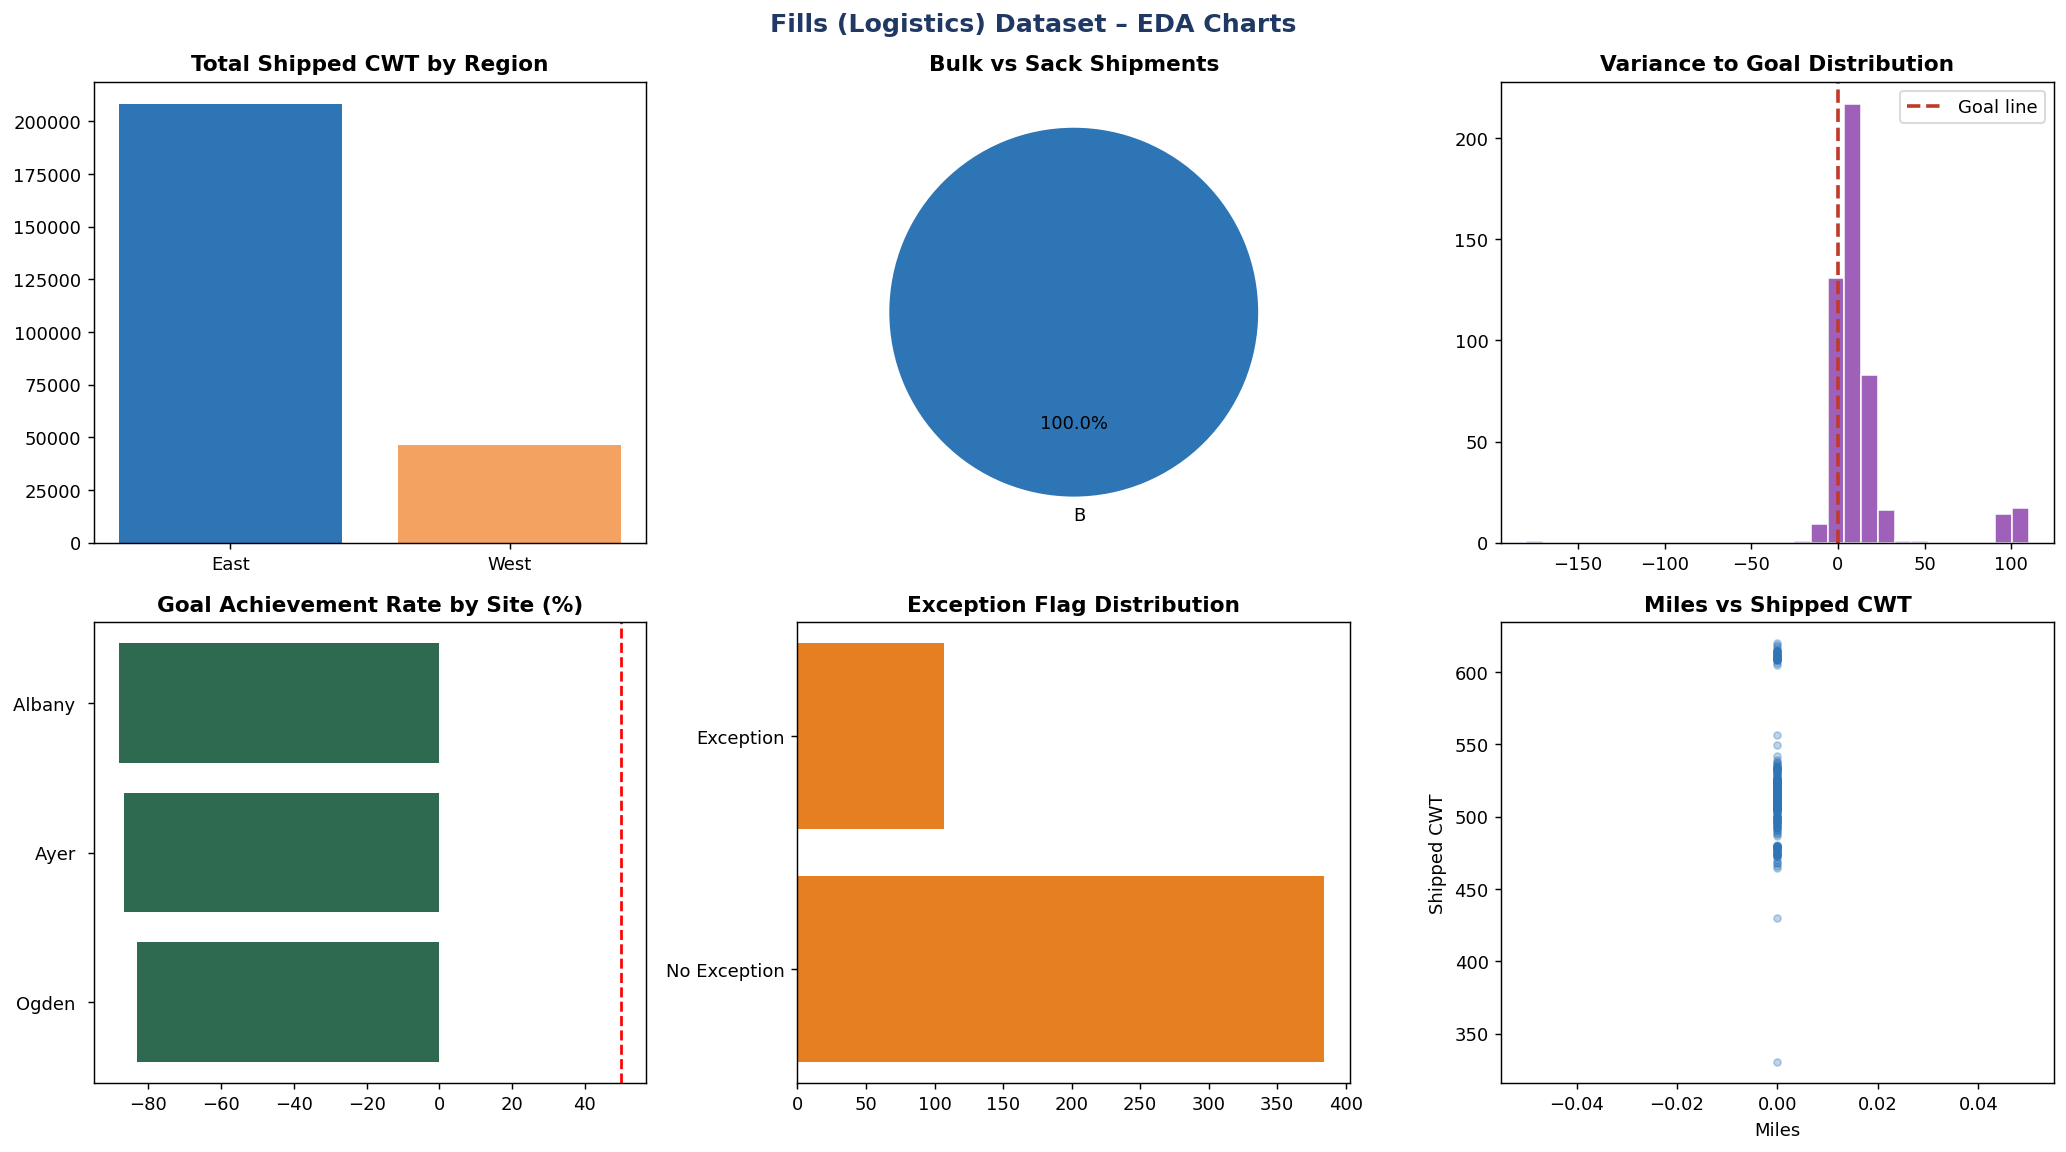 Fills (Logistics) Dataset – EDA Charts
Total Shipped CWT by Region
200000
175000
150000
125000
100000
75000
50000
25000
0
East West
Bulk vs Sack Shipments
100.0%
B
Variance to Goal Distribution
Goal line
200
150
100
50
0
−150 −100 −50 0 50 100
Goal Achievement Rate by Site (%)
Albany
Ayer
Ogden
−80 −60 −40 −20 0 20 40
Exception Flag Distribution
Exception
No Exception
0 50 100 150 200 250 300 350 400
Miles vs Shipped CWT
Shipped CWT
600
550
500
450
400
350
−0.04 −0.02 0.00 0.02 0.04
Miles